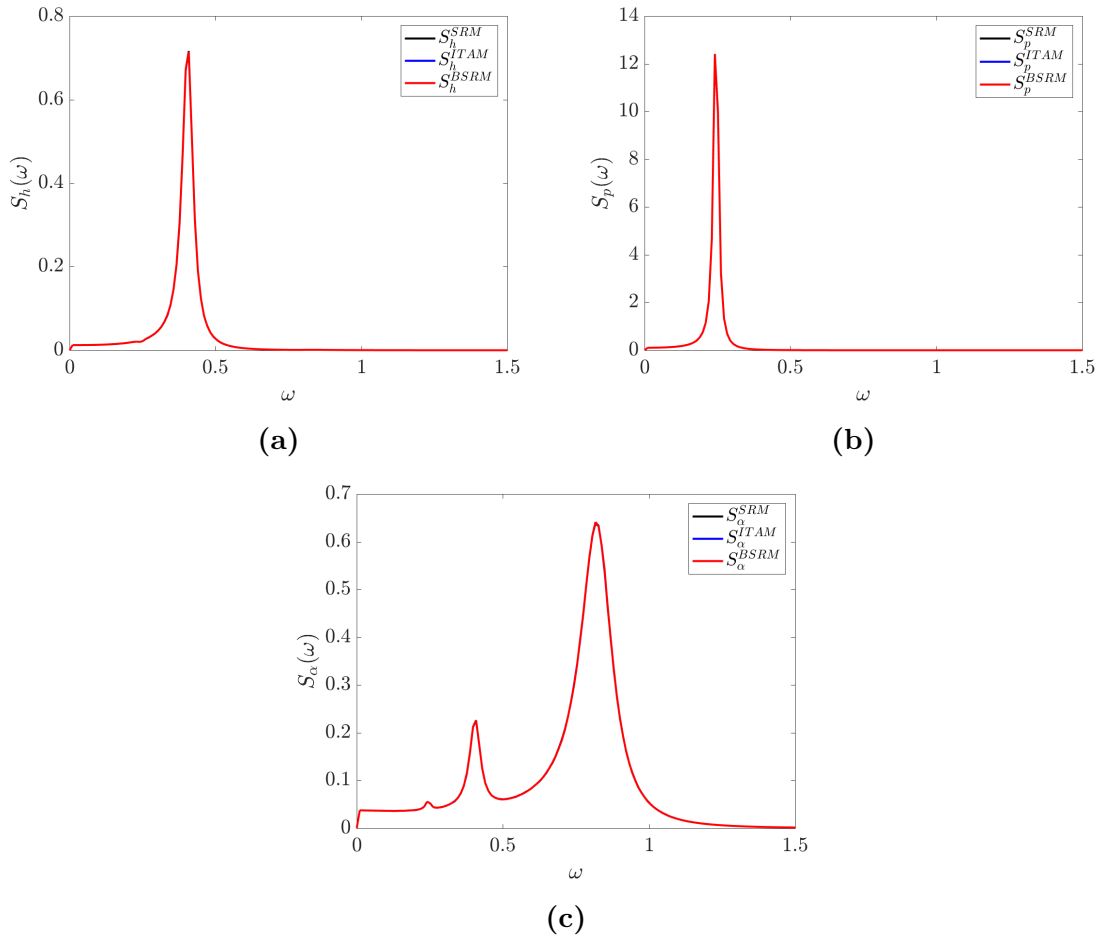 0.8
0.6
0.4
0.2
0
S_h(ω)
S_h^{SRM}
S_h^{ITAM}
S_h^{BSRM}
0 0.5 1 1.5
ω
(a)
14
12
10
8
6
4
2
0
S_p(ω)
S_p^{SRM}
S_p^{ITAM}
S_p^{BSRM}
0 0.5 1 1.5
ω
(b)
0.7
0.6
0.5
0.4
0.3
0.2
0.1
0
S_α(ω)
S_α^{SRM}
S_α^{ITAM}
S_α^{BSRM}
0 0.5 1 1.5
ω
(c)